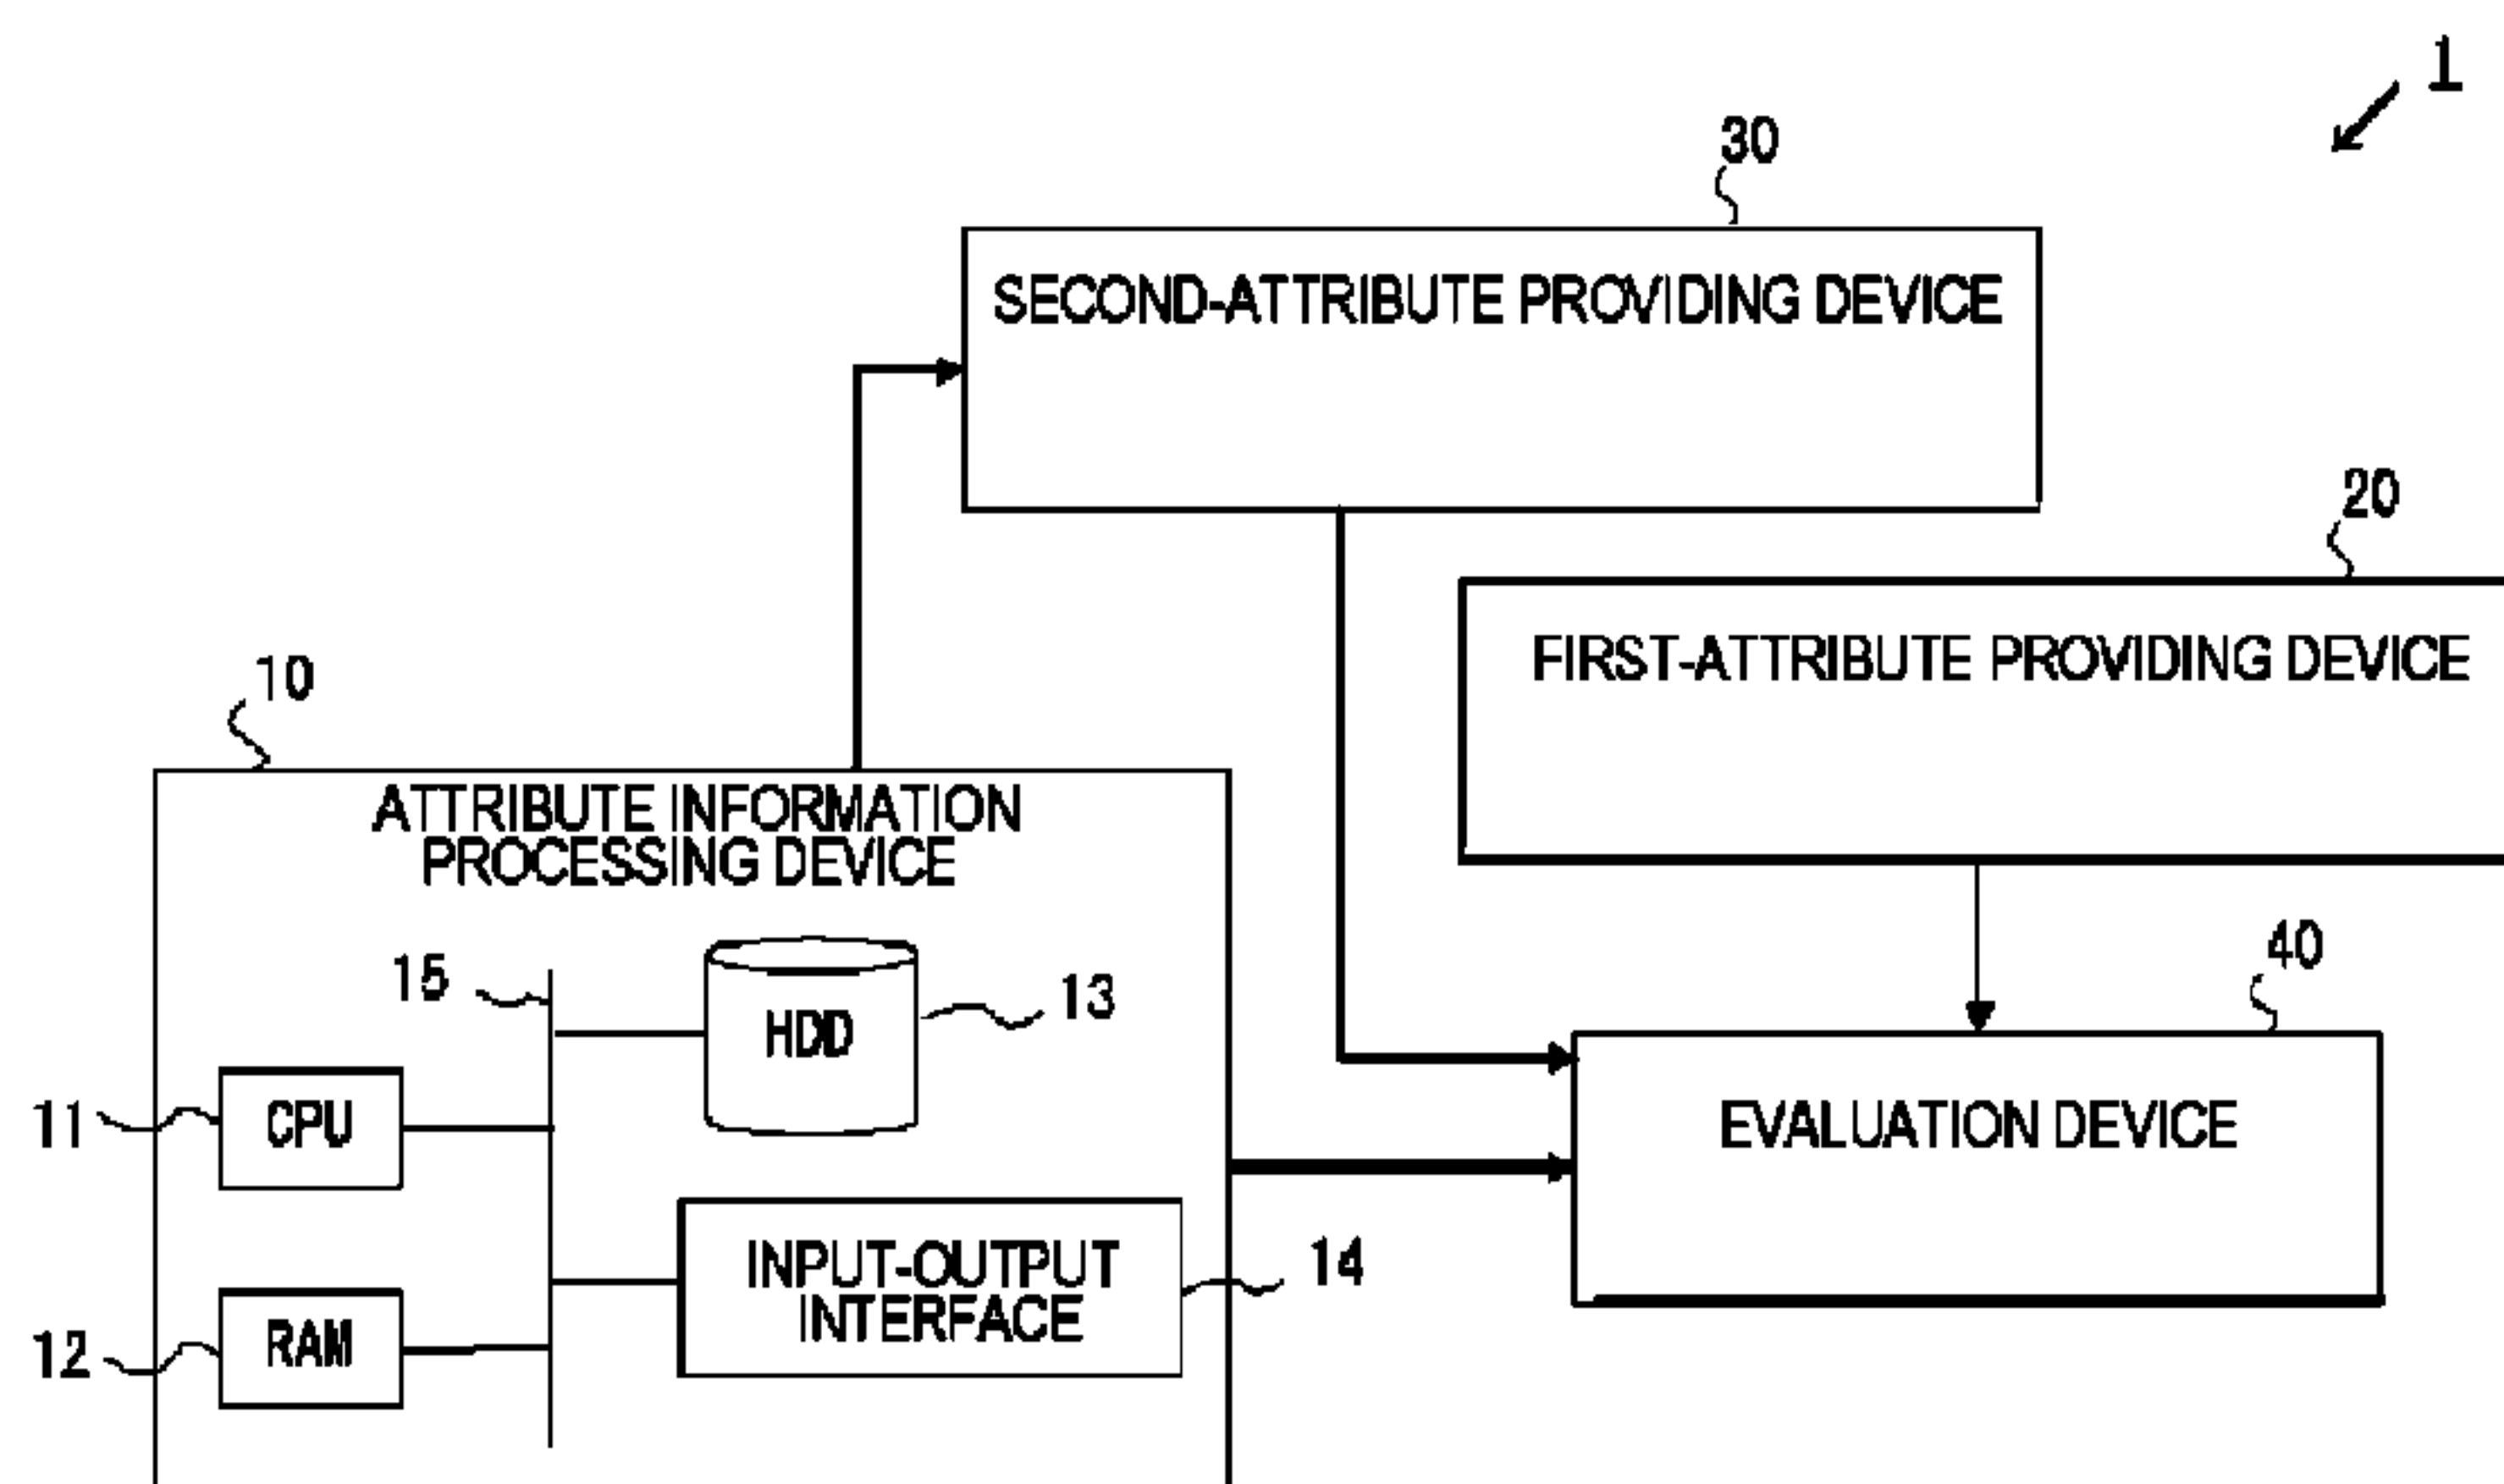 1
30
SECOND-ATTRIBUTE PROVIDING DEVICE
20
FIRST-ATTRIBUTE PROVIDING DEVICE
10
ATTRIBUTE INFORMATION
PROCESSING DEVICE
40
15
HDD
13
11
CPU
EVALUATION DEVICE
INPUT-OUTPUT
INTERFACE
14
12
RAM